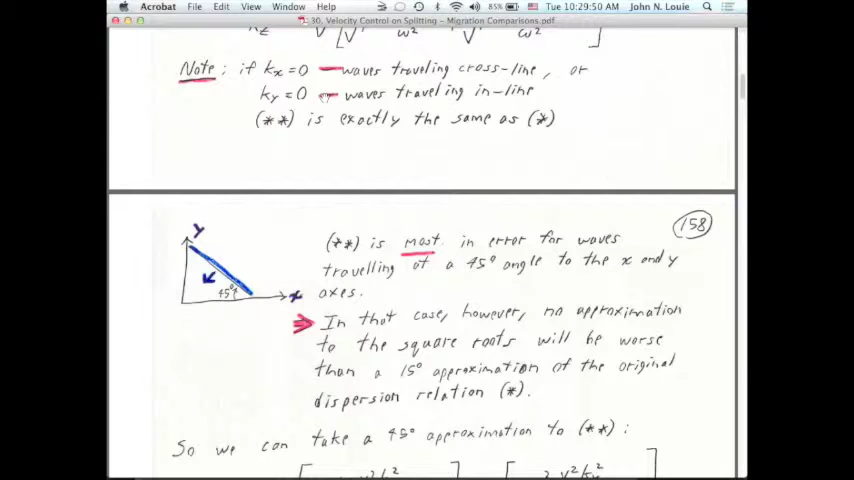 Acrobat File Edit View Window Help 85% Tue 10:29:50 AM John N. Louie
30. Velocity Control on Splitting – Migration Comparisons.pdf
Note: if kx=0 — waves traveling cross-line, or
ky=0 — waves traveling in-line
(**) is exactly the same as (*)
158
y
45°
x
(**) is most in error for waves
travelling at a 45° angle to the x and y
axes.
⇒ In that case, however, no approximation
to the square roots will be worse
than a 15° approximation of the original
dispersion relation (*).
So we can take a 45° approximation to (**):